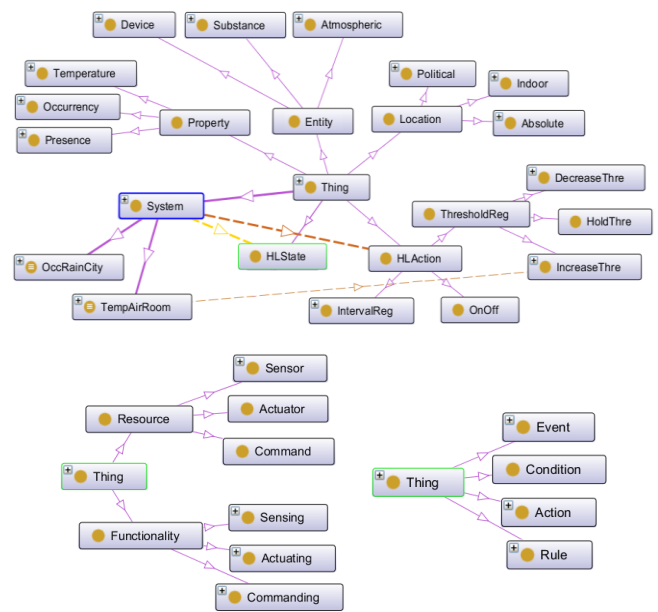 Device
Substance
Atmospheric
Temperature
Political
Indoor
Occurrency
Property
Entity
Location
Absolute
Presence
Thing
DecreaseThre
System
ThresholdReg
HoldThre
OccRainCity
HLState
HLAction
IncreaseThre
TempAirRoom
IntervalReg
OnOff
Sensor
Resource
Actuator
Event
Command
Condition
Thing
Thing
Sensing
Action
Functionality
Actuating
Rule
Commanding